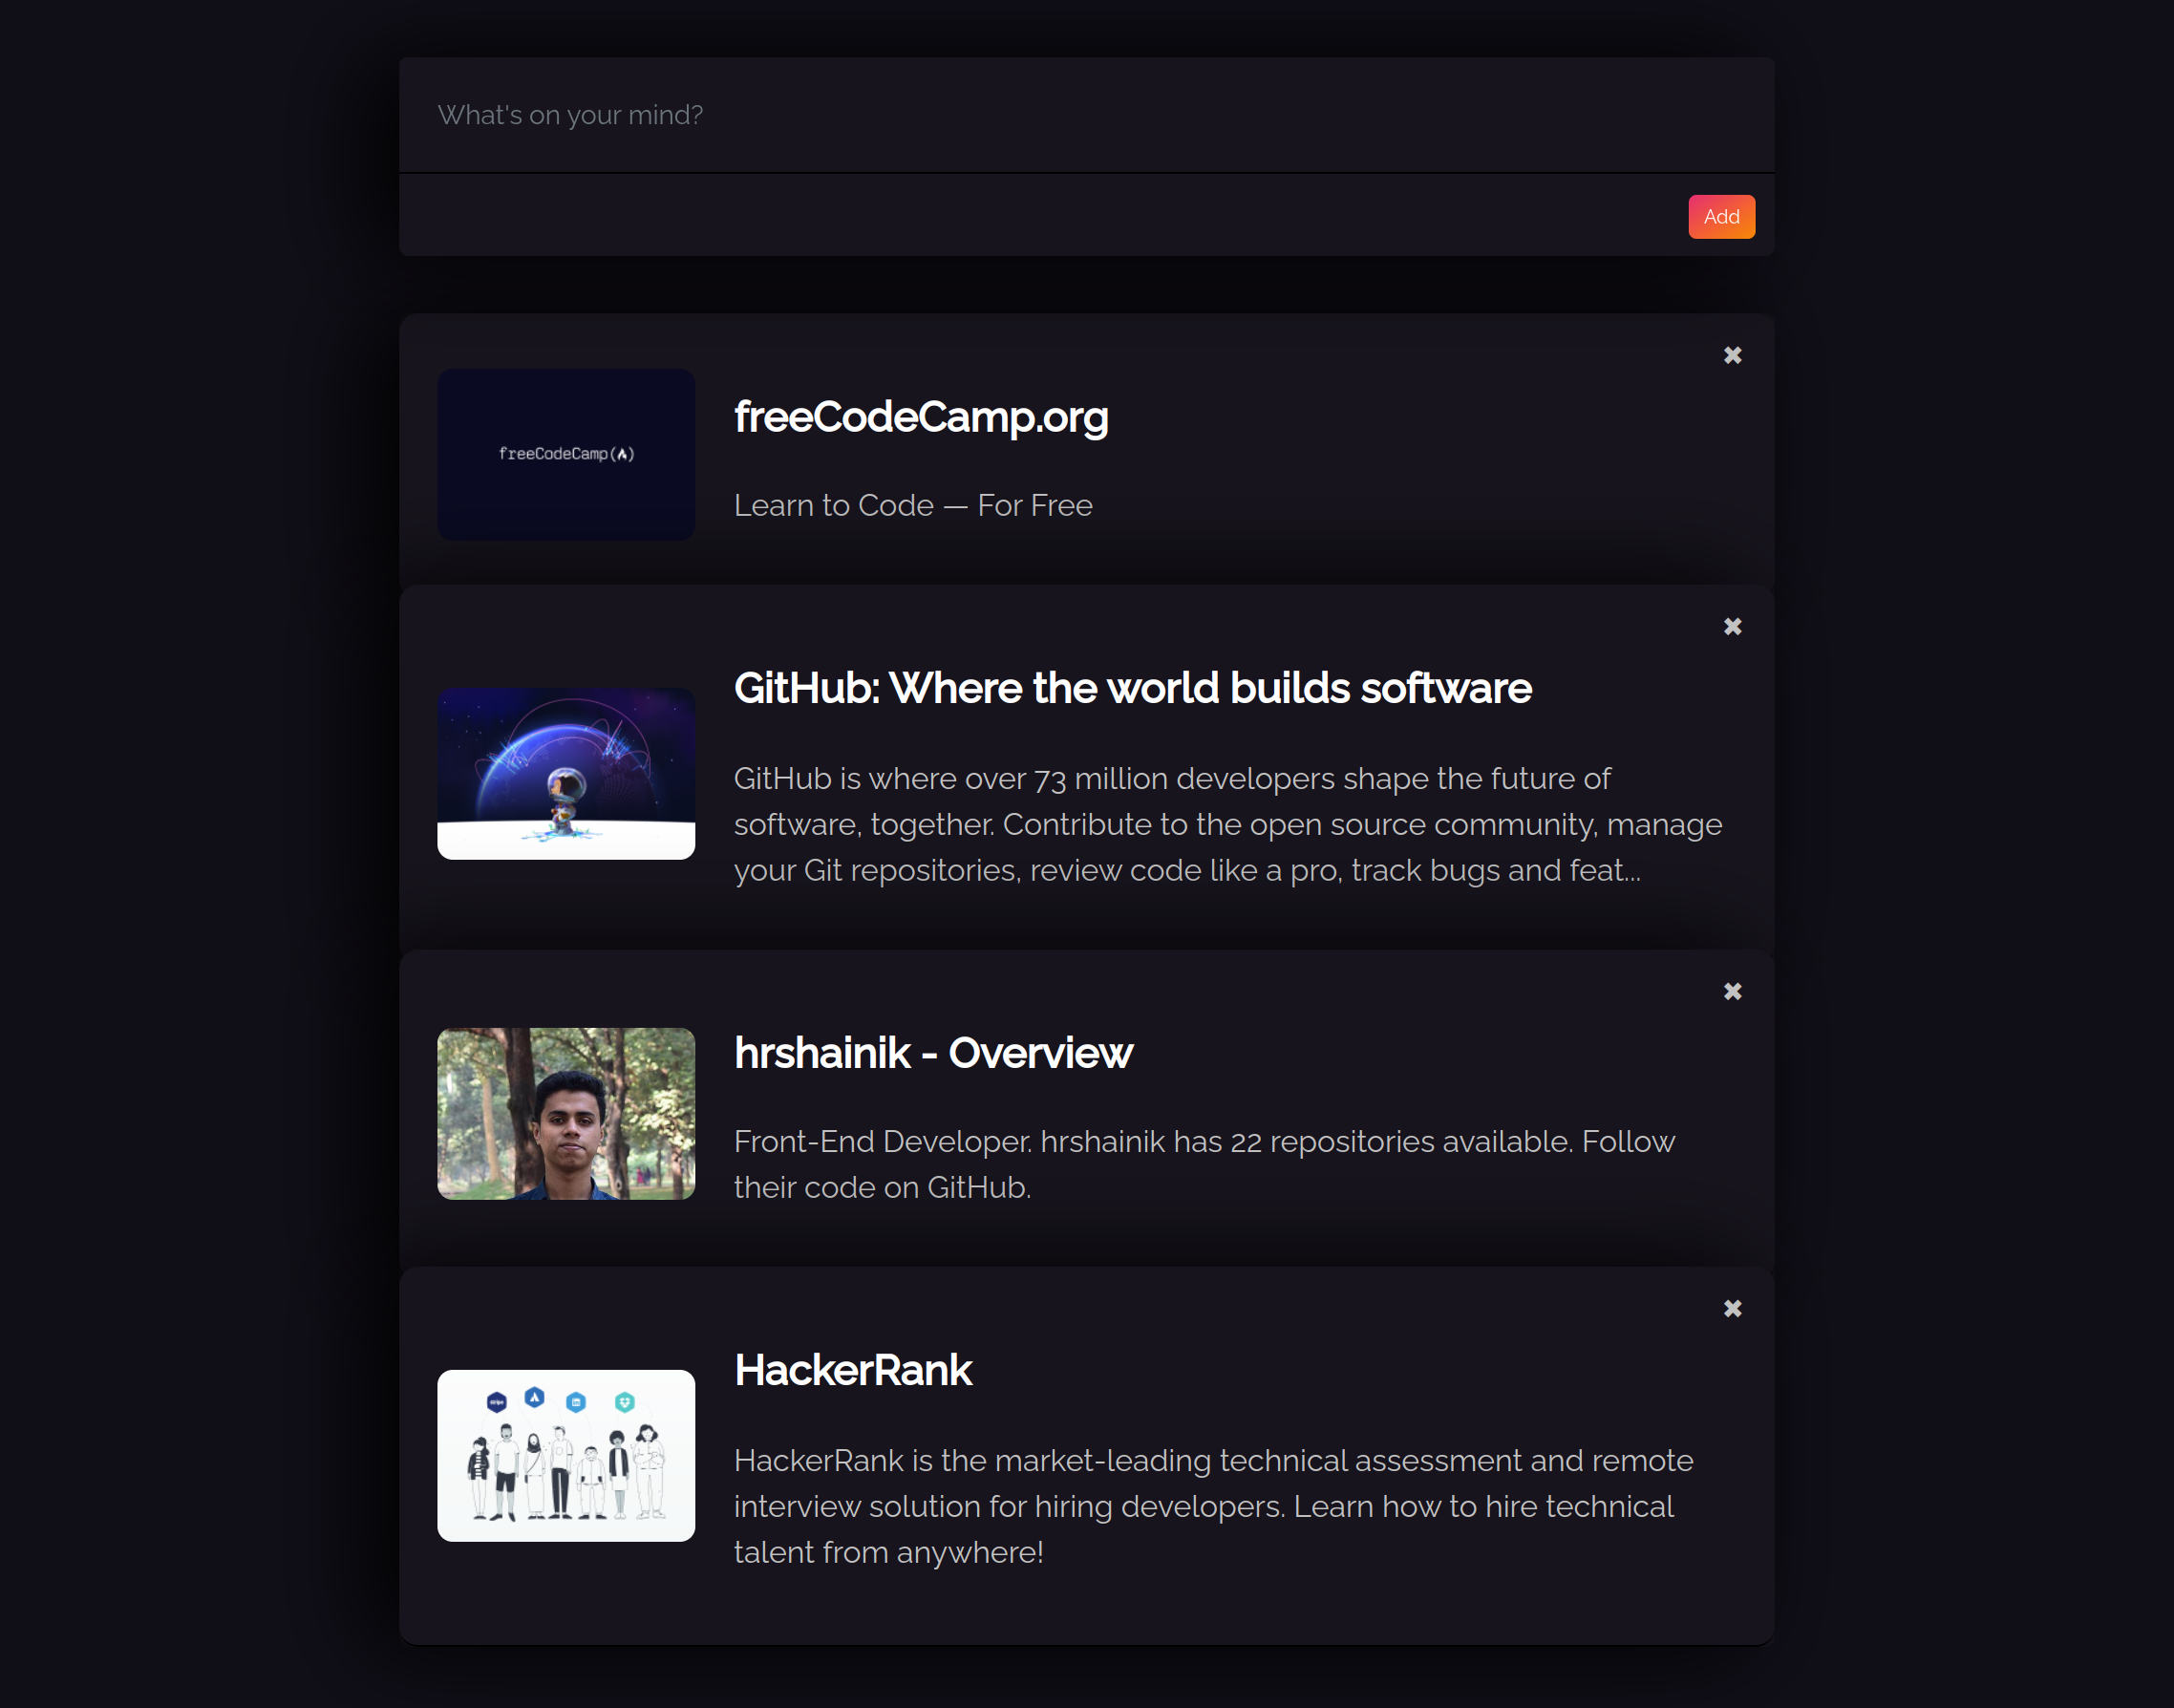 What's on your mind?
Add
✖
freeCodeCamp(🔥)
freeCodeCamp.org
Learn to Code — For Free
✖
GitHub: Where the world builds software
GitHub is where over 73 million developers shape the future of
software, together. Contribute to the open source community, manage
your Git repositories, review code like a pro, track bugs and feat...
✖
hrshainik - Overview
Front-End Developer. hrshainik has 22 repositories available. Follow
their code on GitHub.
✖
stripe
in
HackerRank
HackerRank is the market-leading technical assessment and remote
interview solution for hiring developers. Learn how to hire technical
talent from anywhere!